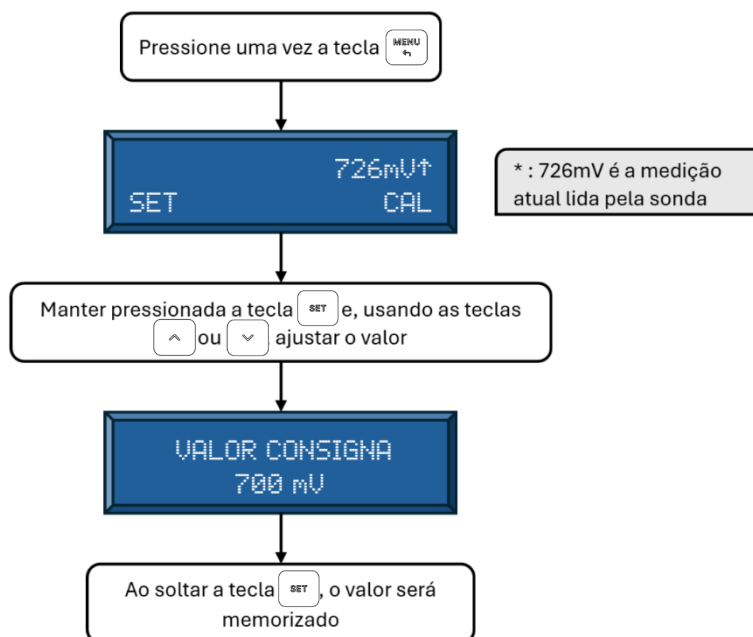 Pressione uma vez a tecla MENU
726mV↑
SET CAL
* : 726mV é a medição
atual lida pela sonda
Manter pressionada a tecla SET e, usando as teclas
ou ajustar o valor
VALOR CONSIGNA
700 mV
Ao soltar a tecla SET, o valor será
memorizado